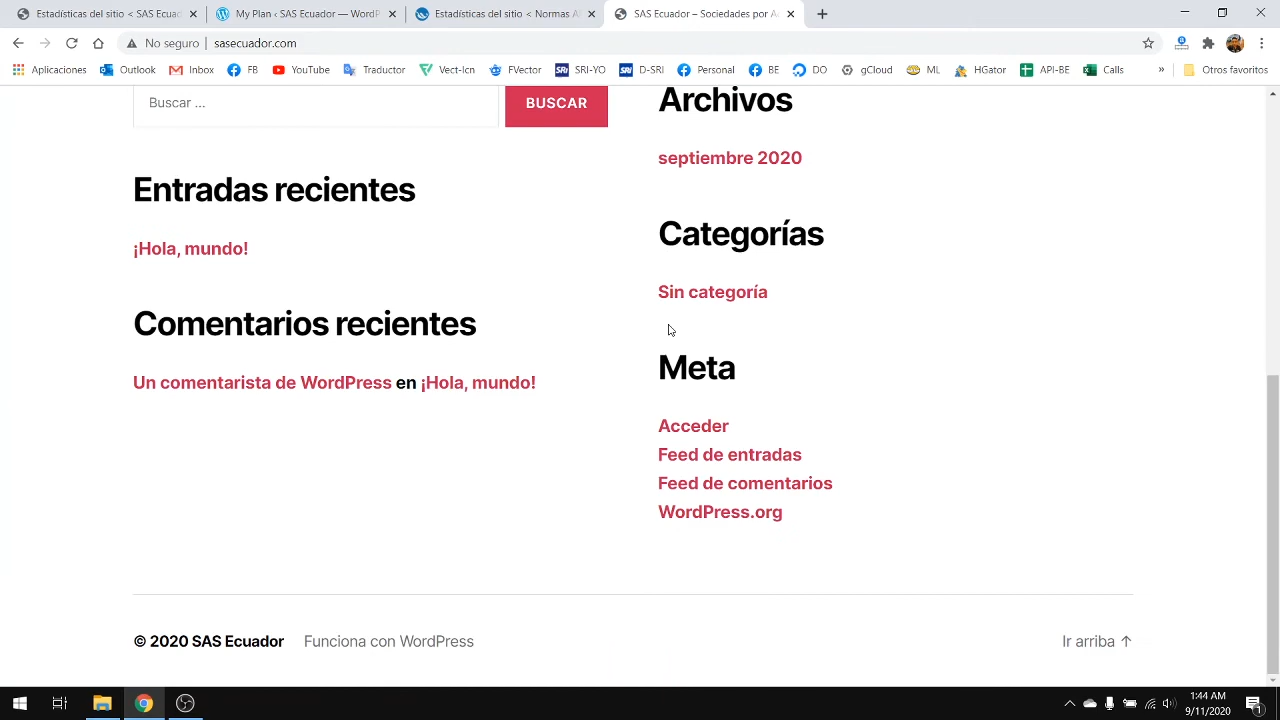 Estadísticas del sitio < SAS Ecu
Maya Ecuador — WordP
Estadísticas del sitio < Normas A
SAS Ecuador – Sociedades por A
No seguro | sasecuador.com
Aplicaciones Outlook Inbox FB YouTube Traductor Vect-Icn FVector SRI-YO D-SRI Personal BE DO gCloud ML HGator API-BE Calls » Otros favoritos
Buscar ...
BUSCAR
Entradas recientes
¡Hola, mundo!
Comentarios recientes
Un comentarista de WordPress en ¡Hola, mundo!
Archivos
septiembre 2020
Categorías
Sin categoría
Meta
Acceder
Feed de entradas
Feed de comentarios
WordPress.org
© 2020 SAS Ecuador Funciona con WordPress
Ir arriba ↑
1:44 AM
9/11/2020